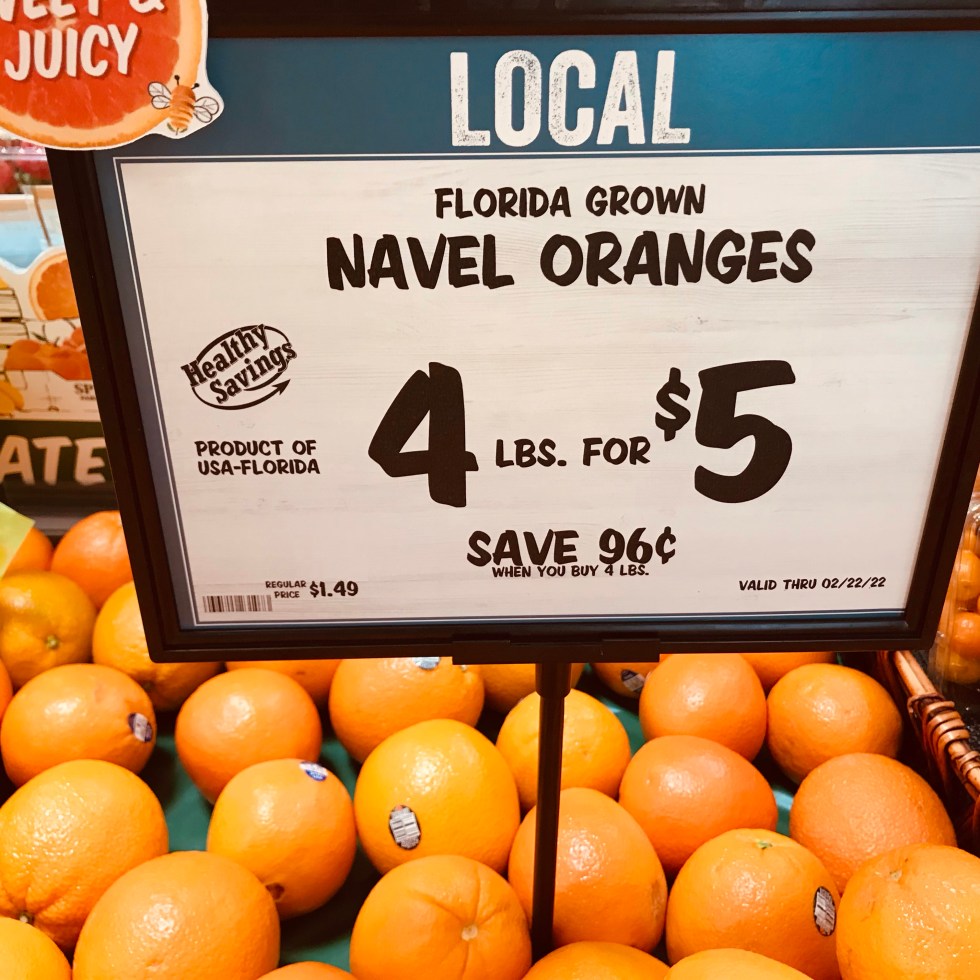 JUICY
LOCAL
FLORIDA GROWN
NAVEL ORANGES
Healthy
Savings
PRODUCT OF
USA-FLORIDA
4 LBS. FOR $5
SAVE 96¢
WHEN YOU BUY 4 LBS.
REGULAR
PRICE $1.49
VALID THRU 02/22/22